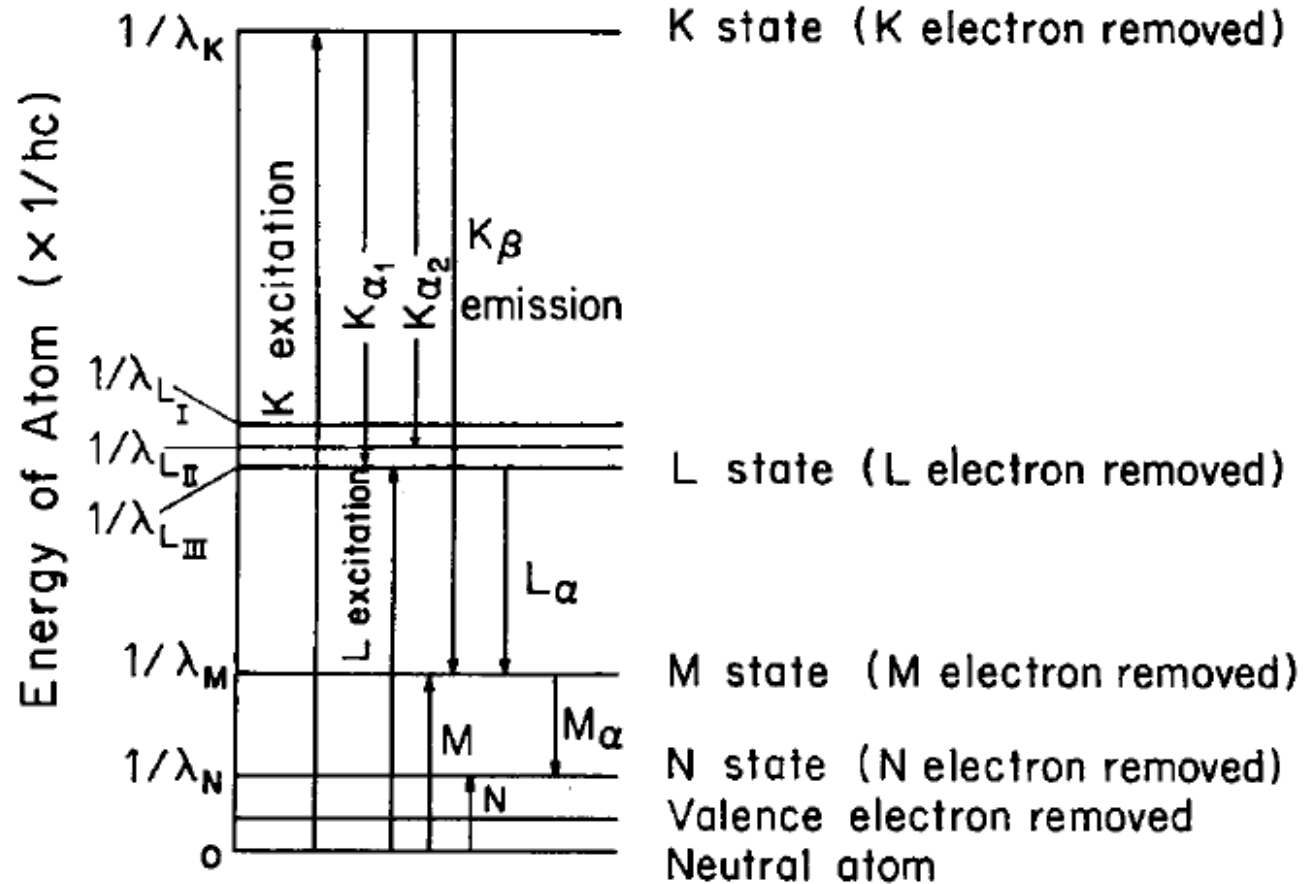 1/λK
K state (K electron removed)
Energy of Atom (× 1/hc)
K excitation
Kα1
Kα2
Kβ
emission
1/λLI
1/λLII
1/λLIII
L state (L electron removed)
L excitation
Lα
1/λM
M state (M electron removed)
M
Mα
1/λN
N state (N electron removed)
N
Valence electron removed
0
Neutral atom